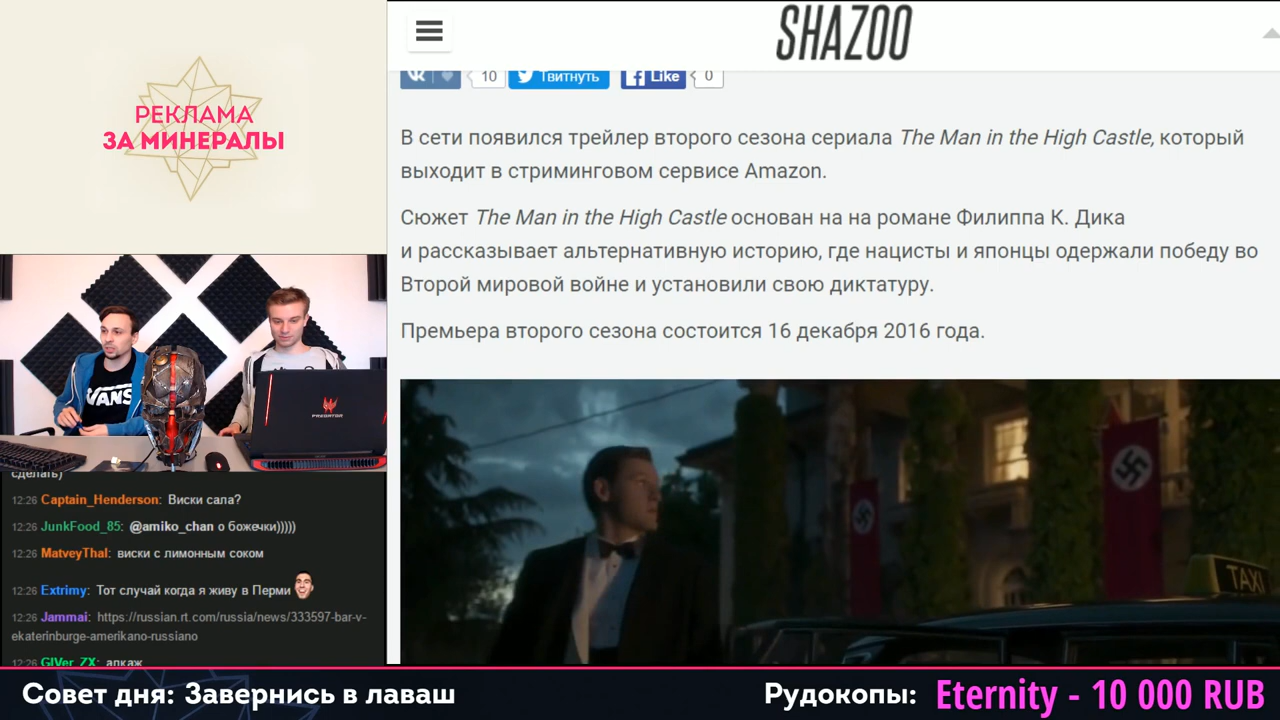 РЕКЛАМА
ЗА МИНЕРАЛЫ
VANS
PREDATOR
сделать)
12:26 Captain_Henderson: Виски сала?
12:26 JunkFood_85: @amiko_chan о божечки)))))
12:26 MatveyThal: виски с лимонным соком
12:26 Extrimy: Тот случай когда я живу в Перми
12:26 Jammai: https://russian.rt.com/russia/news/333597-bar-v-
ekaterinburge-amerikano-russiano
12:26 GIVer_ZX: апкаж
SHAZOO
10 Твитнуть Like 0
В сети появился трейлер второго сезона сериала The Man in the High Castle, который
выходит в стриминговом сервисе Amazon.
Сюжет The Man in the High Castle основан на на романе Филиппа К. Дика
и рассказывает альтернативную историю, где нацисты и японцы одержали победу во
Второй мировой войне и установили свою диктатуру.
Премьера второго сезона состоится 16 декабря 2016 года.
TAXI
Совет дня: Завернись в лаваш
Рудокопы: Eternity - 10 000 RUB